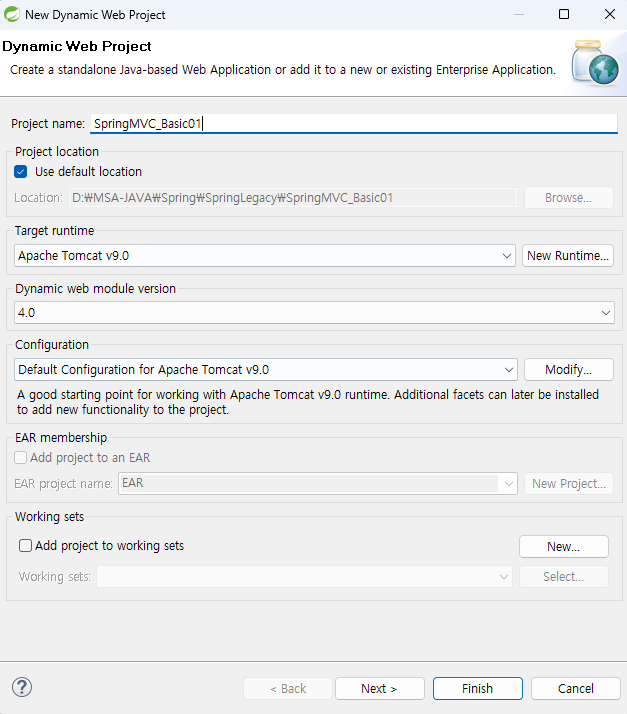 New Dynamic Web Project
Dynamic Web Project
Create a standalone Java-based Web Application or add it to a new or existing Enterprise Application.
Project name: SpringMVC_Basic01
Project location
Use default location
Location: D:₩MSA-JAVA₩Spring₩SpringLegacy₩SpringMVC_Basic01 Browse...
Target runtime
Apache Tomcat v9.0 New Runtime...
Dynamic web module version
4.0
Configuration
Default Configuration for Apache Tomcat v9.0 Modify...
A good starting point for working with Apache Tomcat v9.0 runtime. Additional facets can later be installed
to add new functionality to the project.
EAR membership
Add project to an EAR
EAR project name: EAR New Project...
Working sets
Add project to working sets New...
Working sets: Select...
? < Back Next > Finish Cancel